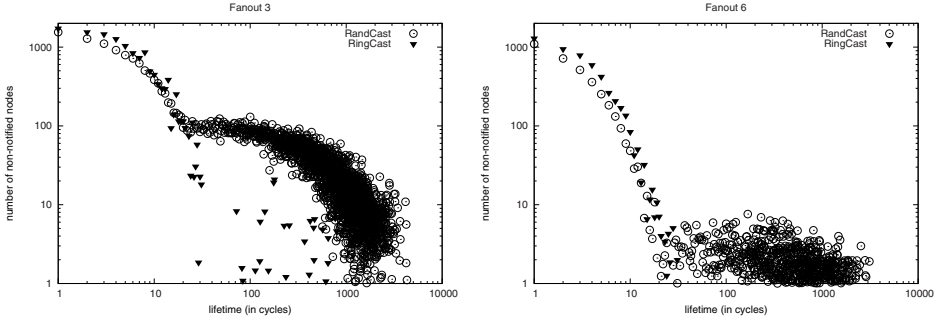 Fanout 3
number of non-notified nodes
1000
100
10
1
RandCast
RingCast
1 10 100 1000 10000
lifetime (in cycles)
Fanout 6
number of non-notified nodes
1000
100
10
1
RandCast
RingCast
1 10 100 1000 10000
lifetime (in cycles)